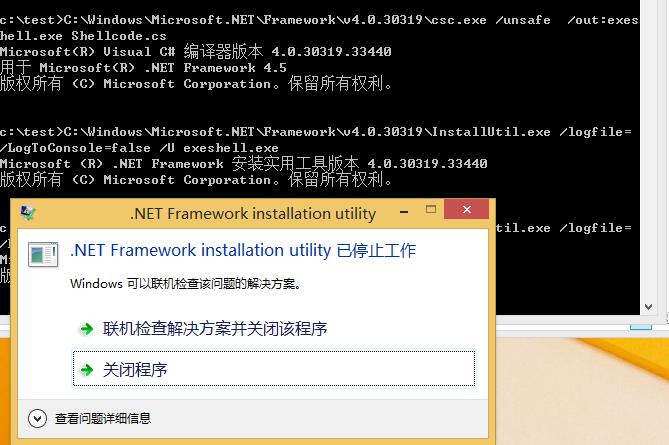 c:\test>C:\Windows\Microsoft.NET\Framework\v4.0.30319\csc.exe /unsafe  /out:exes
hell.exe Shellcode.cs
Microsoft(R) Visual C# 编译器版本 4.0.30319.33440
用于 Microsoft(R) .NET Framework 4.5
版权所有 (C) Microsoft Corporation。保留所有权利。
c:\test>C:\Windows\Microsoft.NET\Framework\v4.0.30319\InstallUtil.exe /logfile=
/LogToConsole=false /U exeshell.exe
Microsoft (R) .NET Framework 安装实用工具版本 4.0.30319.33440
版权所有 (C) Microsoft Corporation。保留所有权利。
util.exe /logfile=
.NET Framework installation utility
.NET Framework installation utility 已停止工作
Windows 可以联机检查该问题的解决方案。
联机检查解决方案并关闭该程序
关闭程序
查看问题详细信息